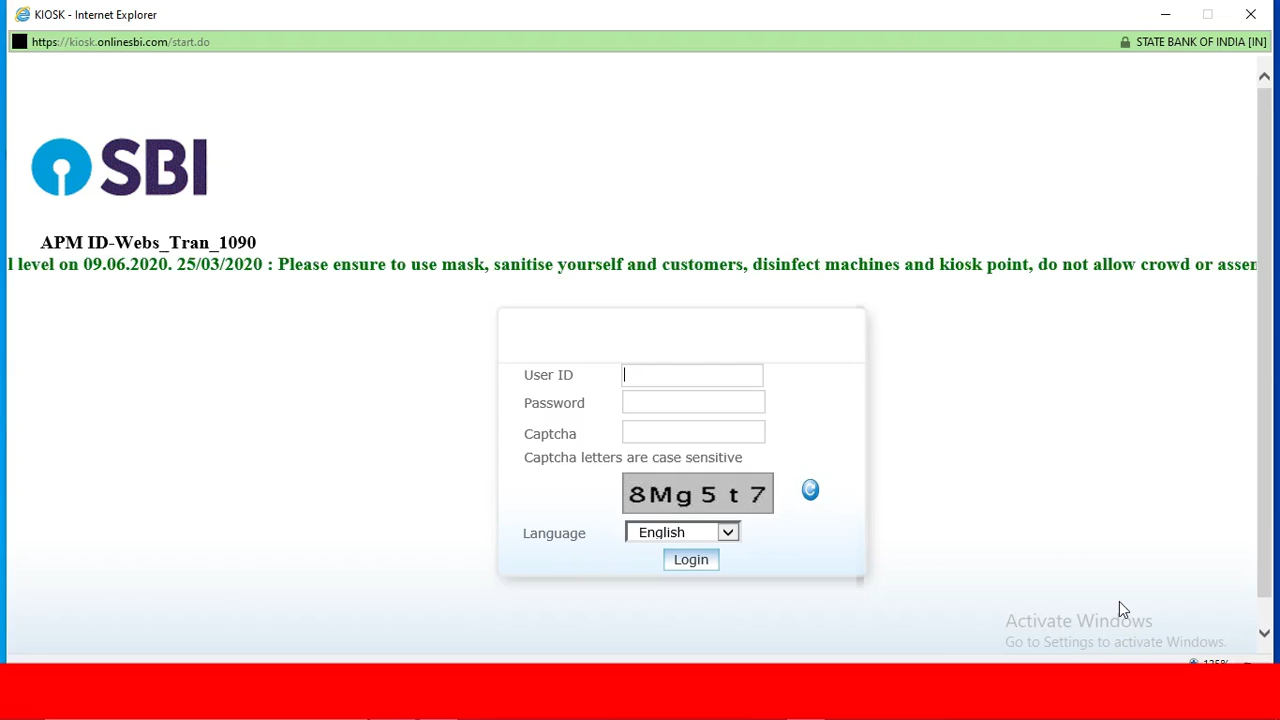 KIOSK - Internet Explorer
https://kiosk.onlinesbi.com/start.do
STATE BANK OF INDIA [IN]
SBI
APM ID-Webs_Tran_1090
l level on 09.06.2020. 25/03/2020 : Please ensure to use mask, sanitise yourself and customers, disinfect machines and kiosk point, do not allow crowd or assen
User ID
Password
Captcha
Captcha letters are case sensitive
8Mg5t7
C
Language
English
Login
Activate Windows
Go to Settings to activate Windows.